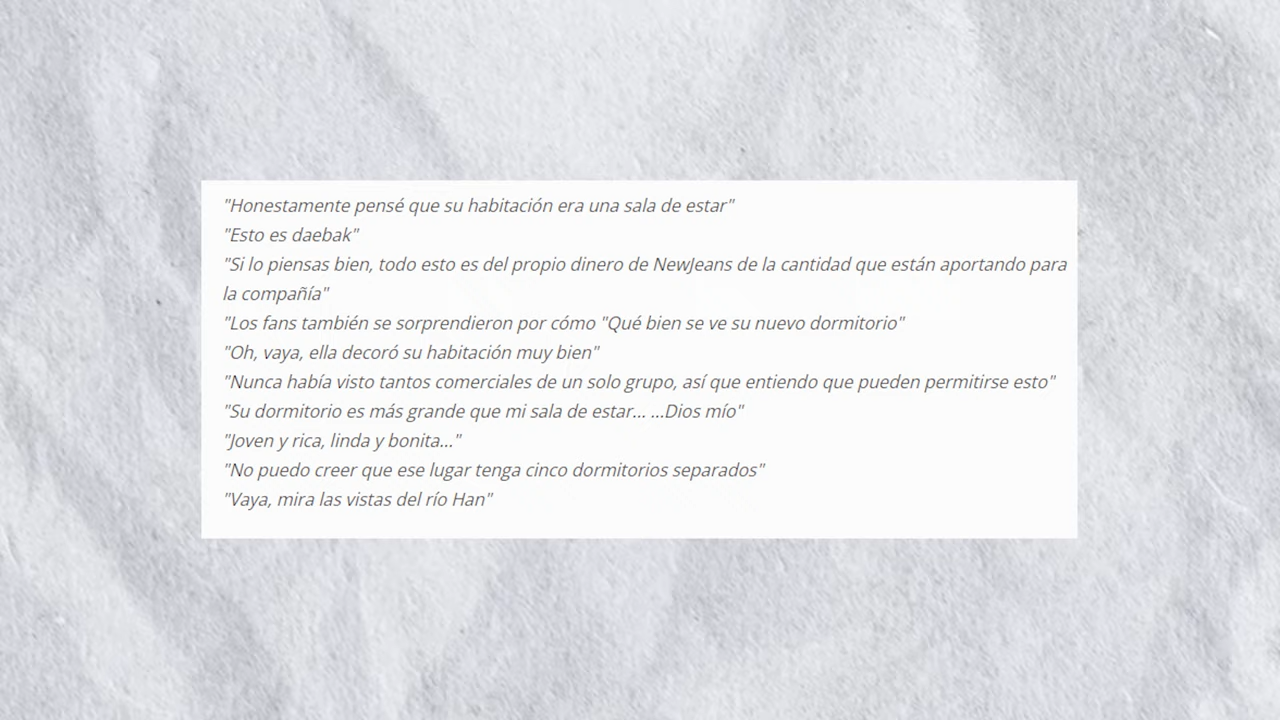 "Honestamente pensé que su habitación era una sala de estar"
"Esto es daebak"
"Si lo piensas bien, todo esto es del propio dinero de NewJeans de la cantidad que están aportando para
la compañía"
"Los fans también se sorprendieron por cómo "Qué bien se ve su nuevo dormitorio"
"Oh, vaya, ella decoró su habitación muy bien"
"Nunca había visto tantos comerciales de un solo grupo, así que entiendo que pueden permitirse esto"
"Su dormitorio es más grande que mi sala de estar... ...Dios mío"
"Joven y rica, linda y bonita..."
"No puedo creer que ese lugar tenga cinco dormitorios separados"
"Vaya, mira las vistas del río Han"